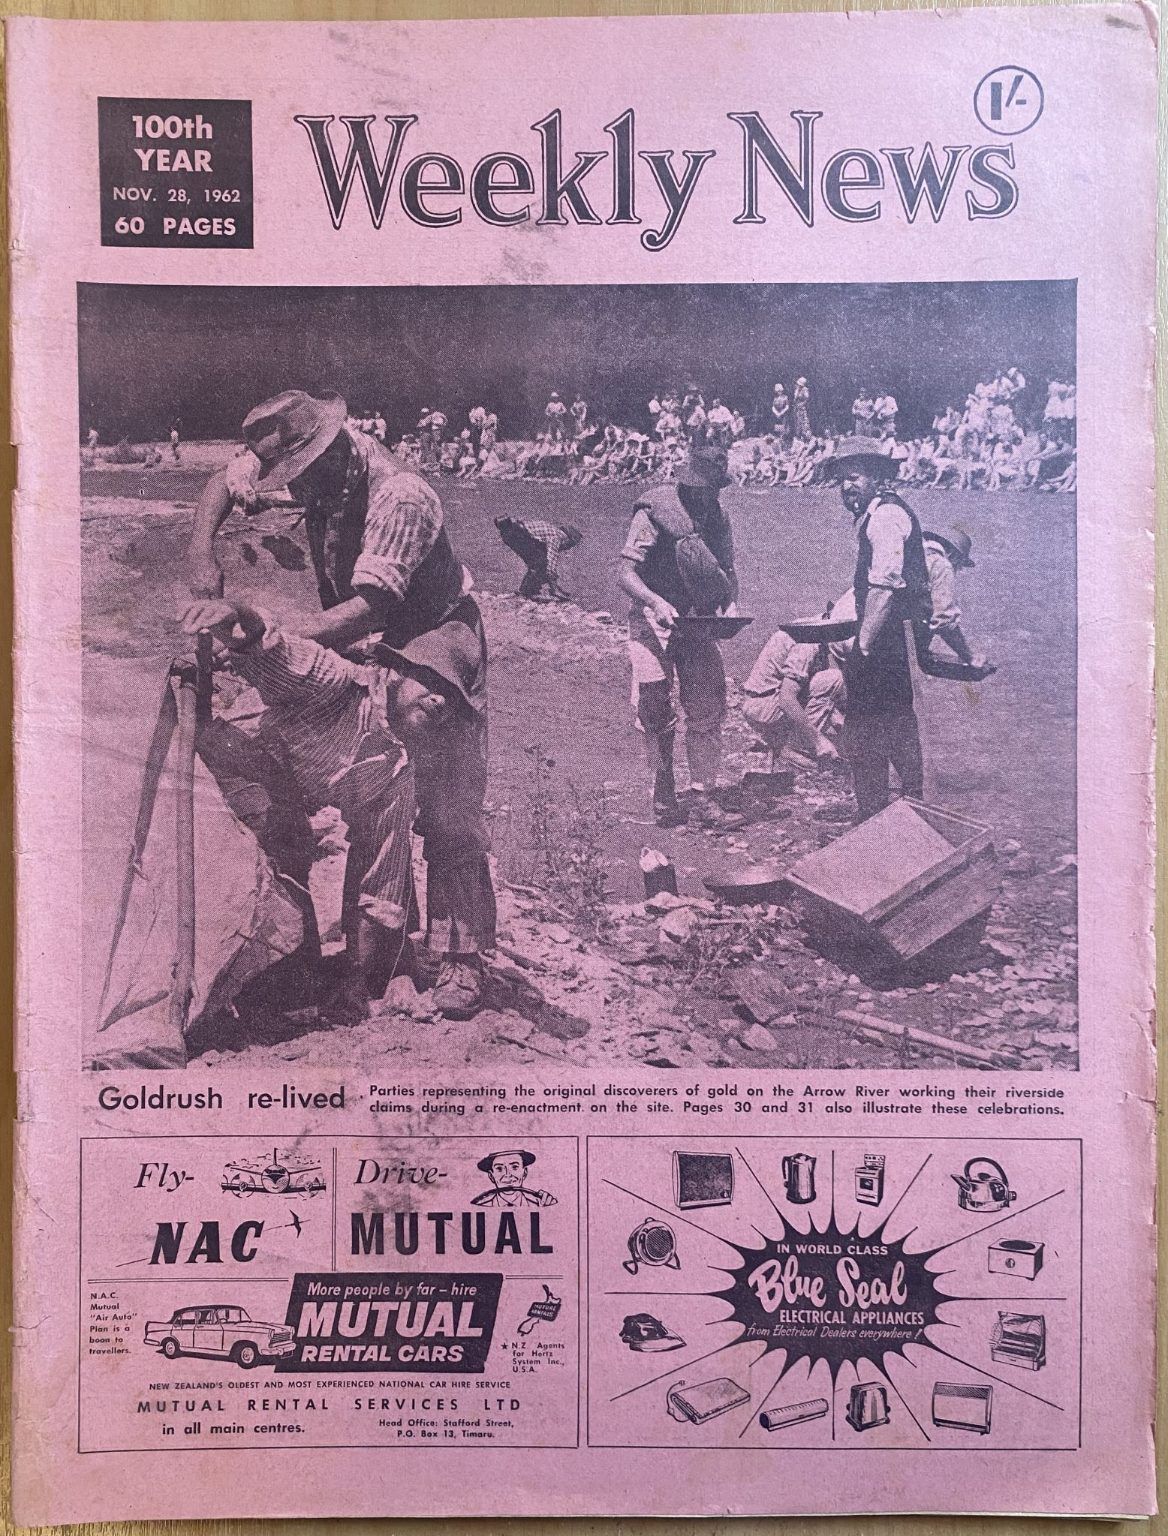 100th
YEAR
NOV. 28, 1962
60 PAGES
Weekly News
1/-
Goldrush re-lived
Parties representing the original discoverers of gold on the Arrow River working their riverside
claims during a re-enactment on the site. Pages 30 and 31 also illustrate these celebrations.
Fly-
NAC
Drive-
MUTUAL
N.A.C.
Mutual
"Air Auto"
Plan is a
boon to
travellers.
More people by far – hire
MUTUAL
RENTAL CARS
MUTUAL
RENTALS
★ N.Z. Agents
for Hertz
System Inc.,
U.S.A.
NEW ZEALAND'S OLDEST AND MOST EXPERIENCED NATIONAL CAR HIRE SERVICE
MUTUAL RENTAL SERVICES LTD
in all main centres.
Head Office: Stafford Street,
P.O. Box 13, Timaru.
IN WORLD CLASS
Blue Seal
ELECTRICAL APPLIANCES
from Electrical Dealers everywhere!